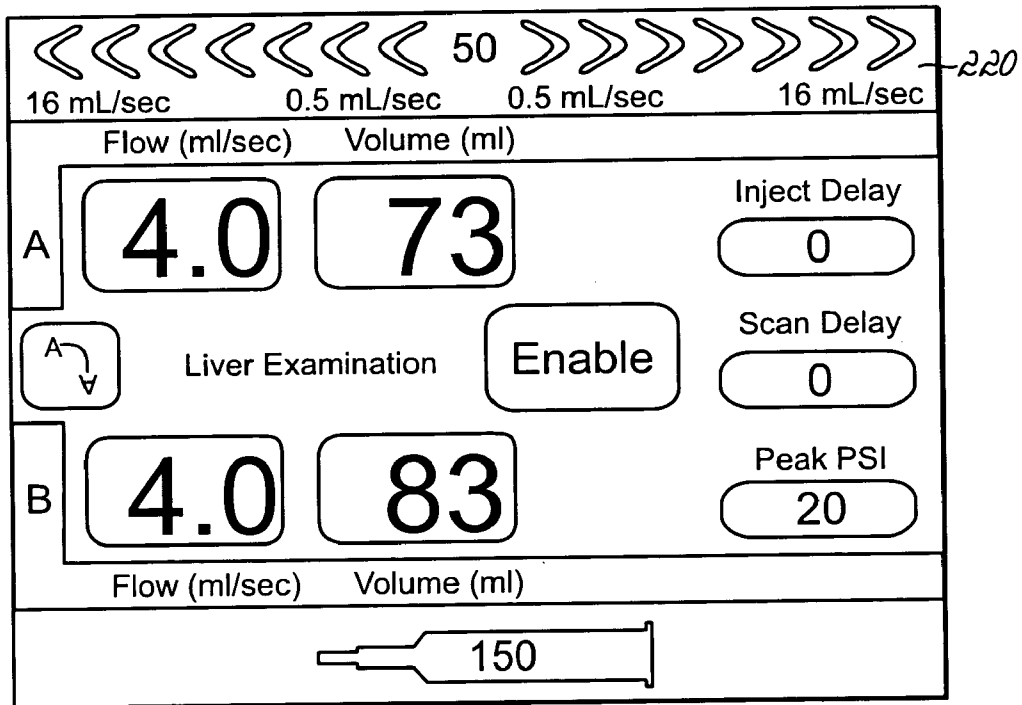 50
16 mL/sec 0.5 mL/sec 0.5 mL/sec 16 mL/sec
220
Flow (ml/sec) Volume (ml)
A 4.0 73
Inject Delay
0
A
A
Liver Examination Enable
Scan Delay
0
B 4.0 83
Peak PSI
20
Flow (ml/sec) Volume (ml)
150